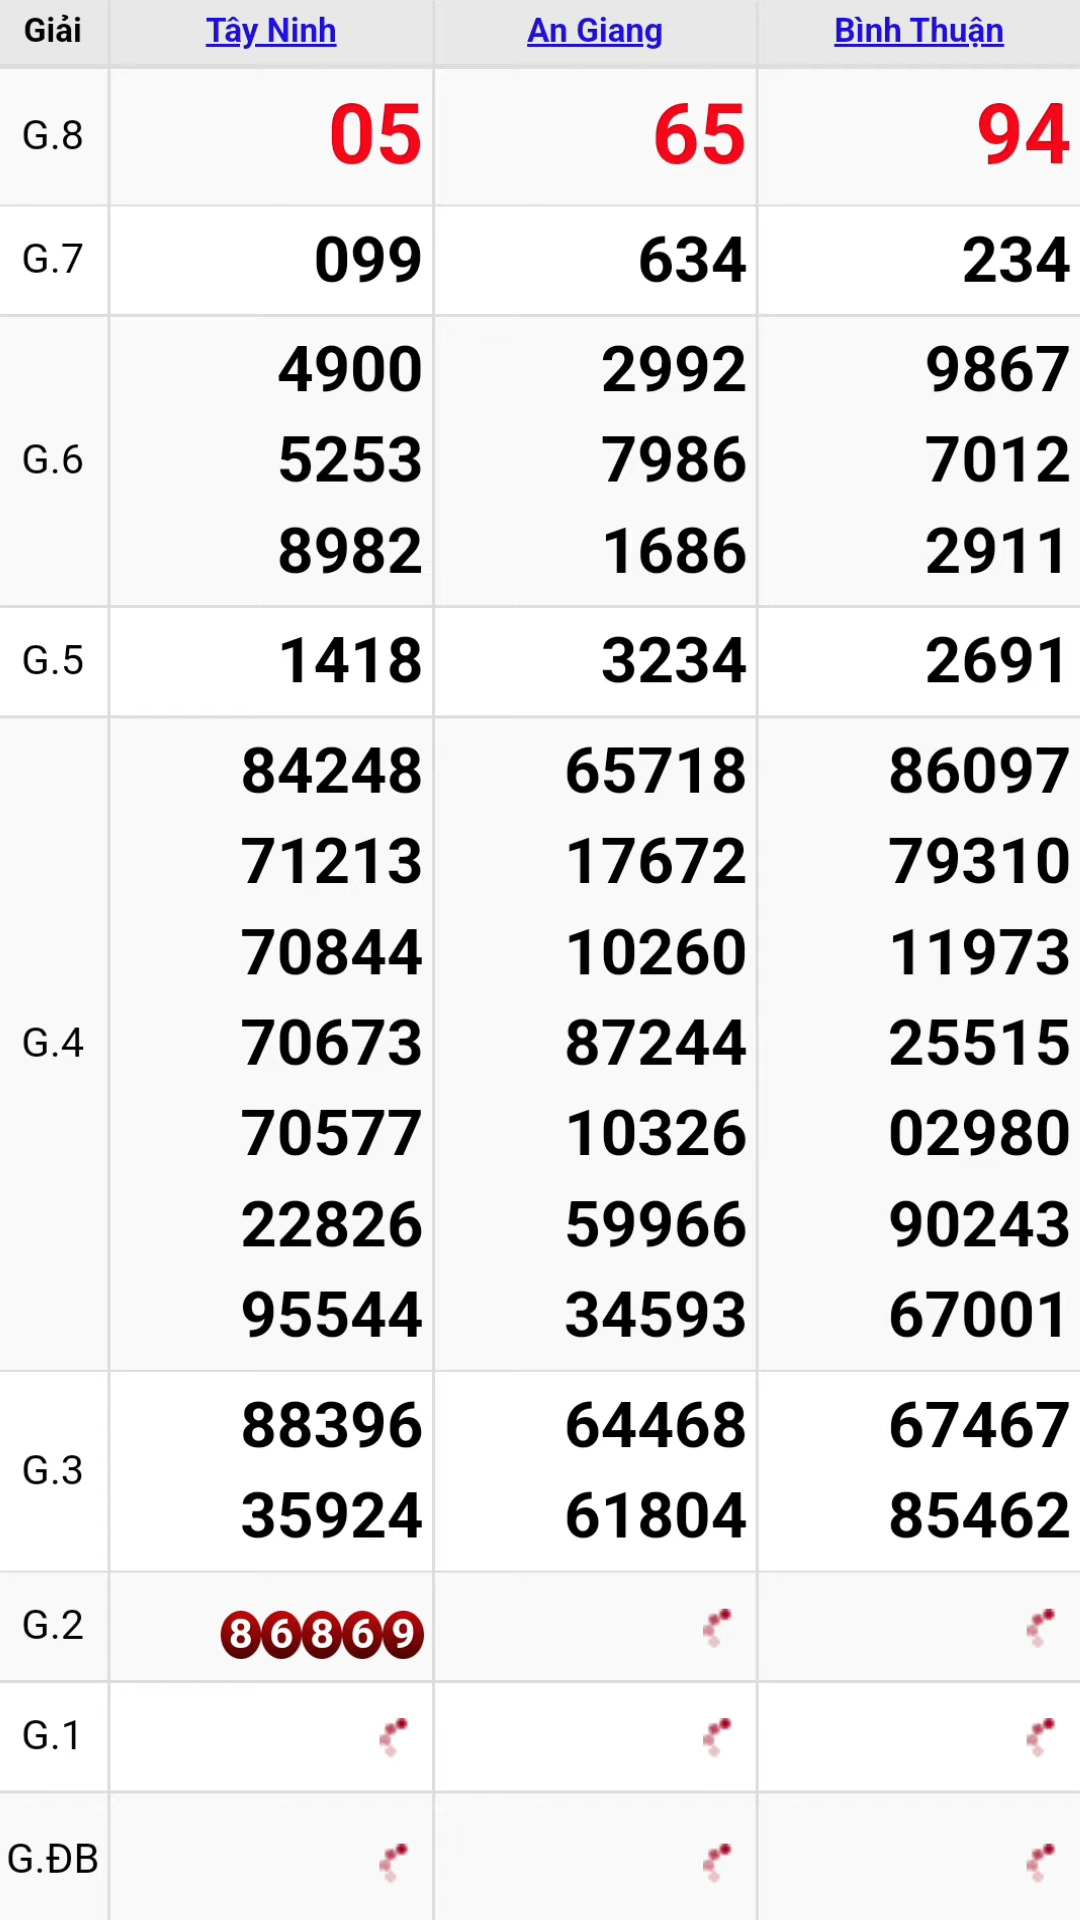 Giải Tây Ninh An Giang Bình Thuận
G.8 05 65 94
G.7 099 634 234
4900 2992 9867
G.6 5253 7986 7012
8982 1686 2911
G.5 1418 3234 2691
84248 65718 86097
71213 17672 79310
70844 10260 11973
G.4 70673 87244 25515
70577 10326 02980
22826 59966 90243
95544 34593 67001
88396 64468 67467
G.3
35924 61804 85462
G.2 86869
G.1
G.ĐB